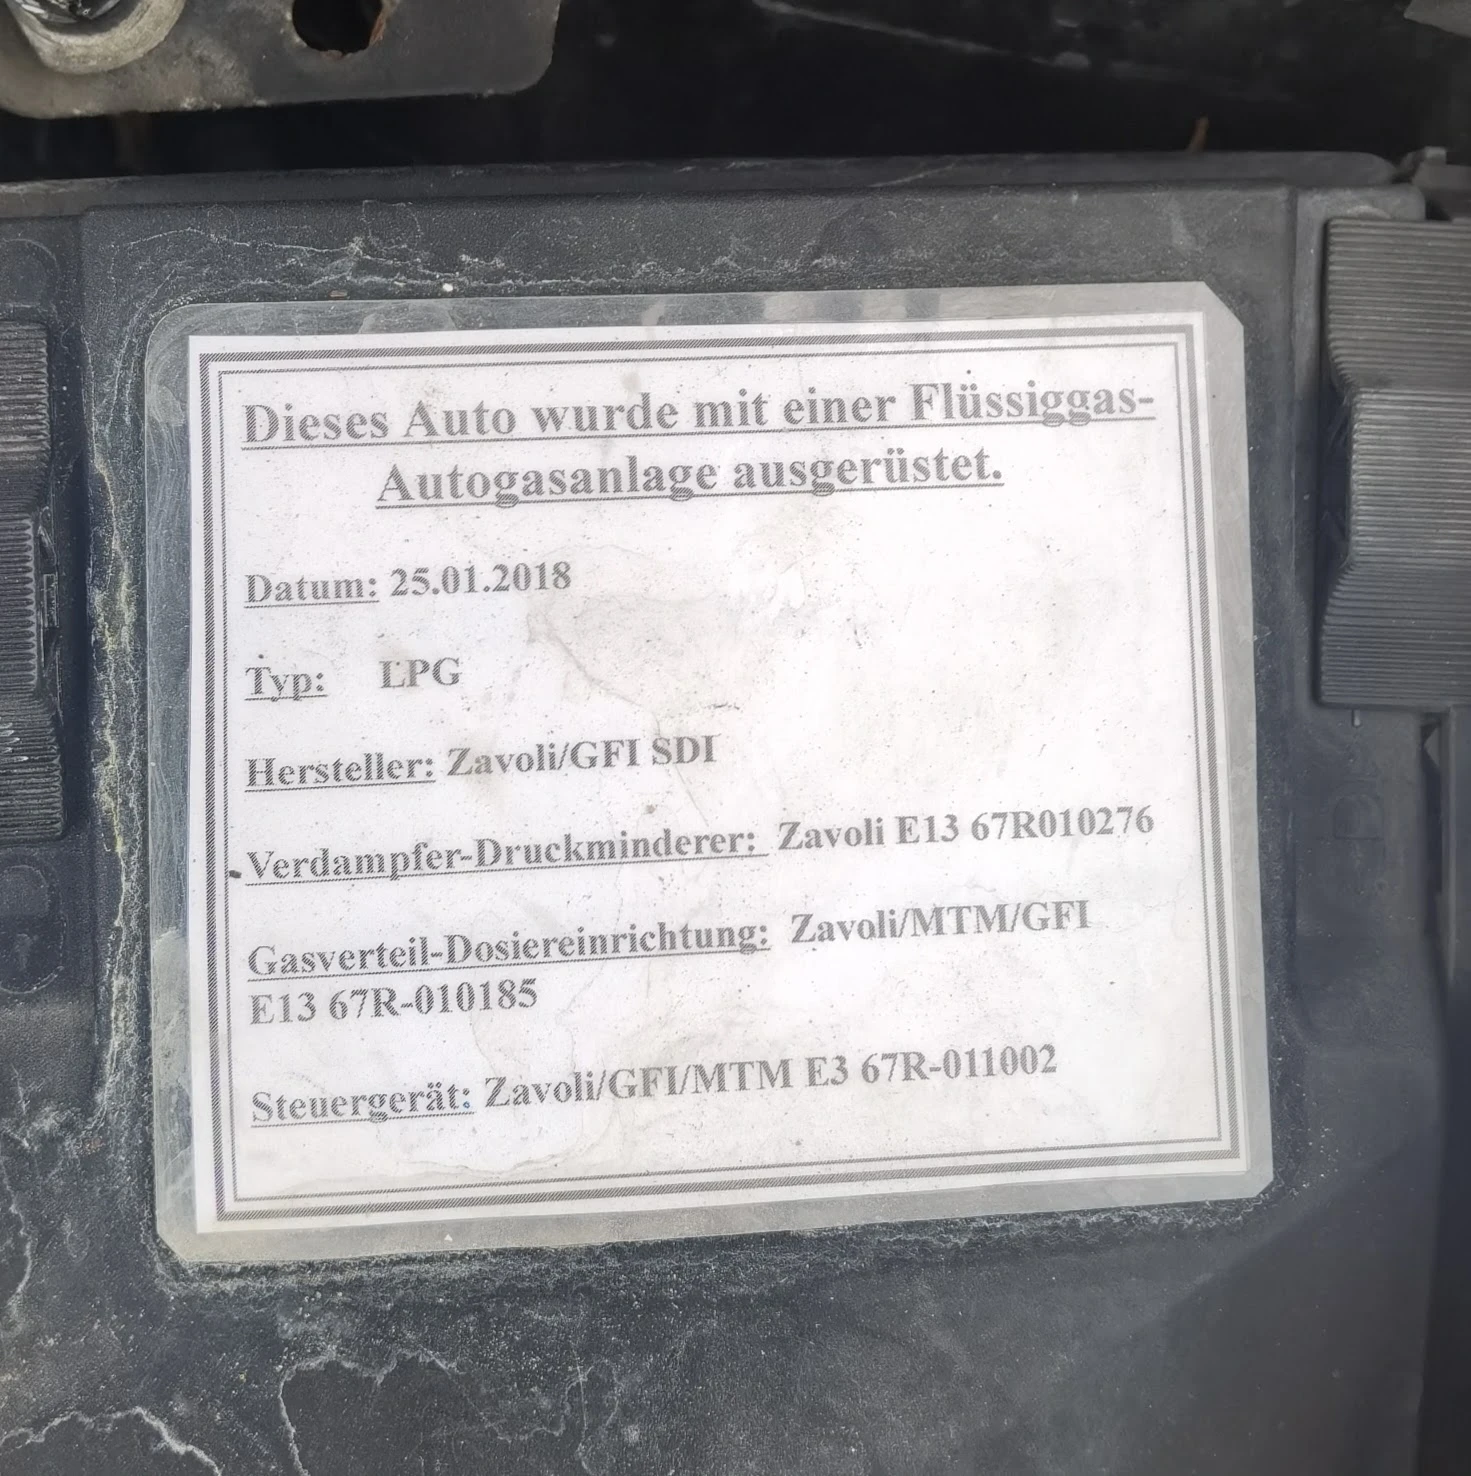 Dieses Auto wurde mit einer Flüssiggas-
Autogasanlage ausgerüstet.
Datum: 25.01.2018
Typ: LPG
Hersteller: Zavoli/GFI SDI
Verdampfer-Druckminderer: Zavoli E13 67R010276
Gasverteil-Dosiereinrichtung: Zavoli/MTM/GFI
E13 67R-010185
Steuergerät: Zavoli/GFI/MTM E3 67R-011002